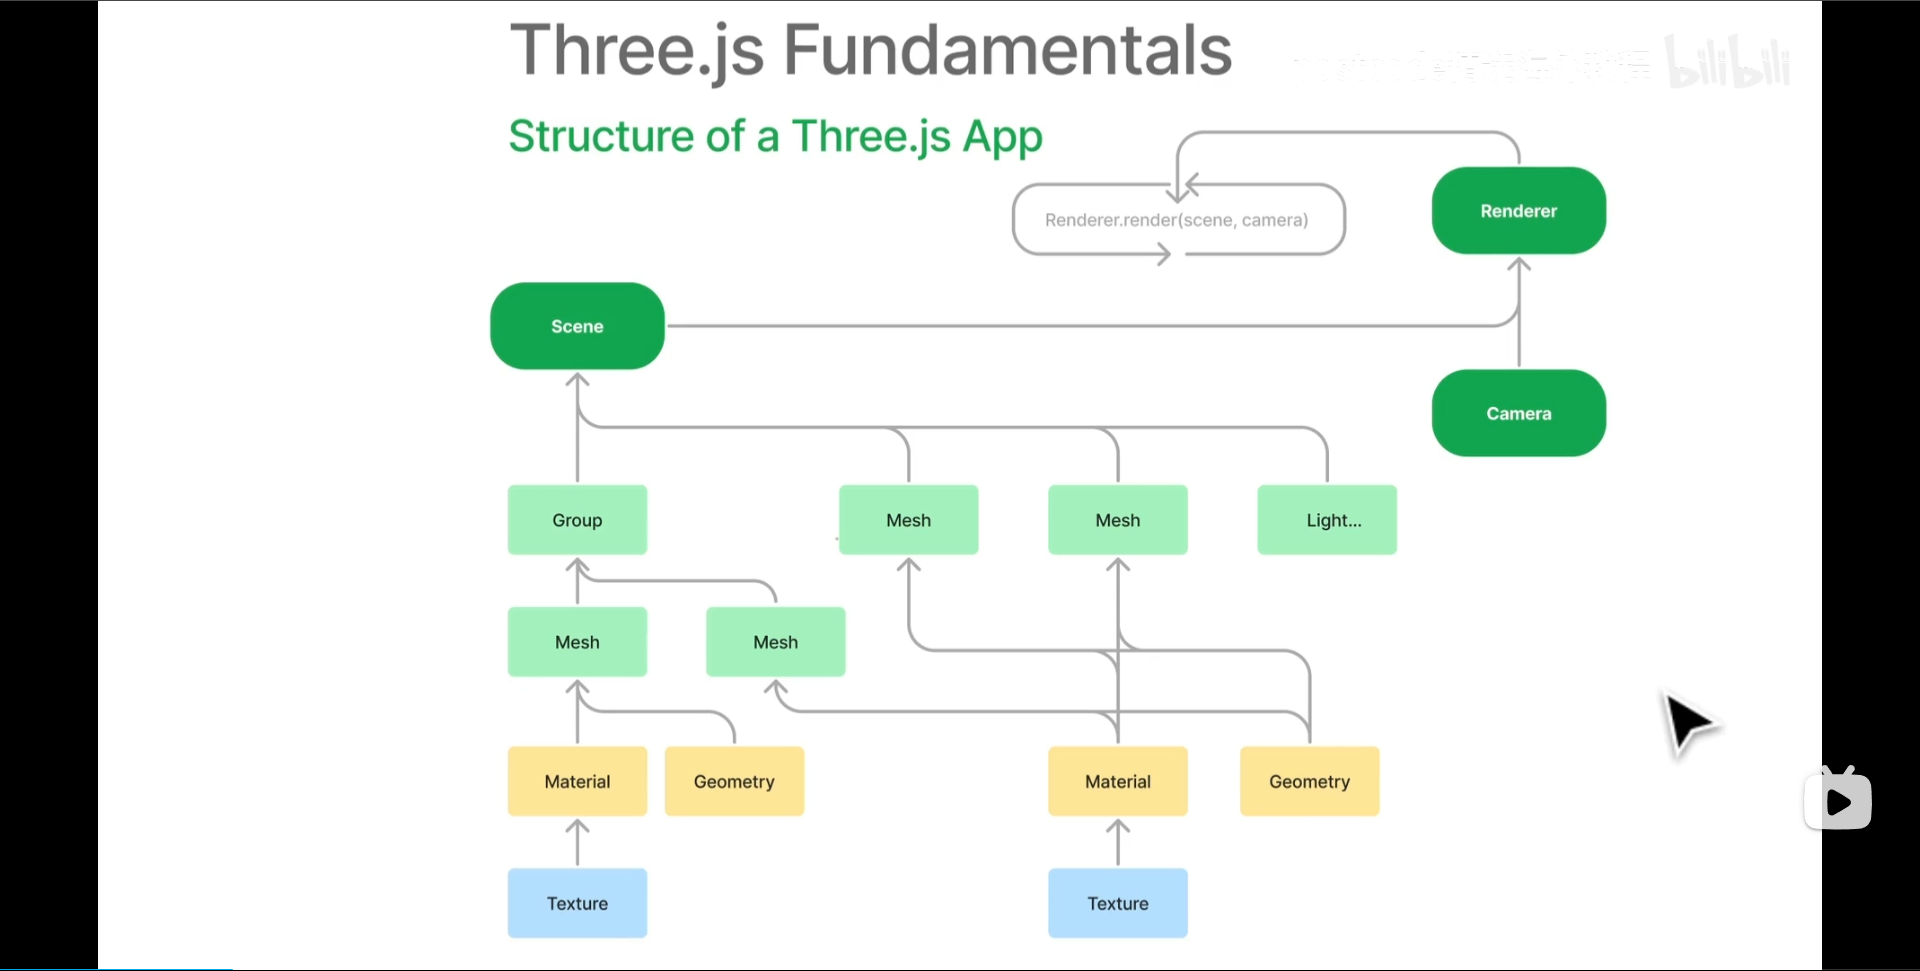 Three.js Fundamentals
bilibili
Structure of a Three.js App
Renderer
Renderer.render(scene, camera)
Scene
Camera
Group
Mesh
Mesh
Light...
Mesh
Mesh
Material
Geometry
Material
Geometry
Texture
Texture